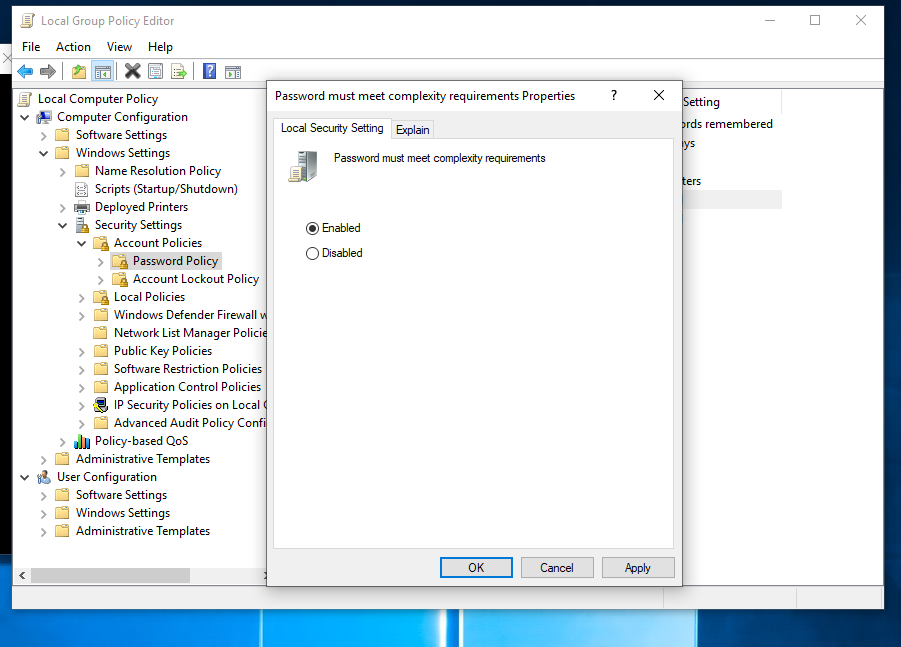 Local Group Policy Editor
File Action View Help
Local Computer Policy
Computer Configuration
Software Settings
Windows Settings
Name Resolution Policy
Scripts (Startup/Shutdown)
Deployed Printers
Security Settings
Account Policies
Password Policy
Account Lockout Policy
Local Policies
Windows Defender Firewall w
Network List Manager Policie
Public Key Policies
Software Restriction Policies
Application Control Policies
IP Security Policies on Local C
Advanced Audit Policy Confi
Policy-based QoS
Administrative Templates
User Configuration
Software Settings
Windows Settings
Administrative Templates
Password must meet complexity requirements Properties
?
Local Security Setting Explain
Password must meet complexity requirements
Enabled
Disabled
OK Cancel Apply
Setting
rds remembered
ys
ters